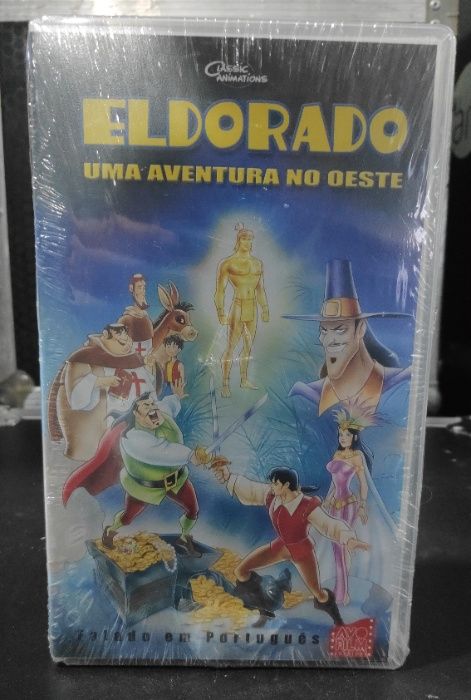 CLASSIC
ANIMATIONS
ELDORADO
UMA AVENTURA NO OESTE
Falado em Português